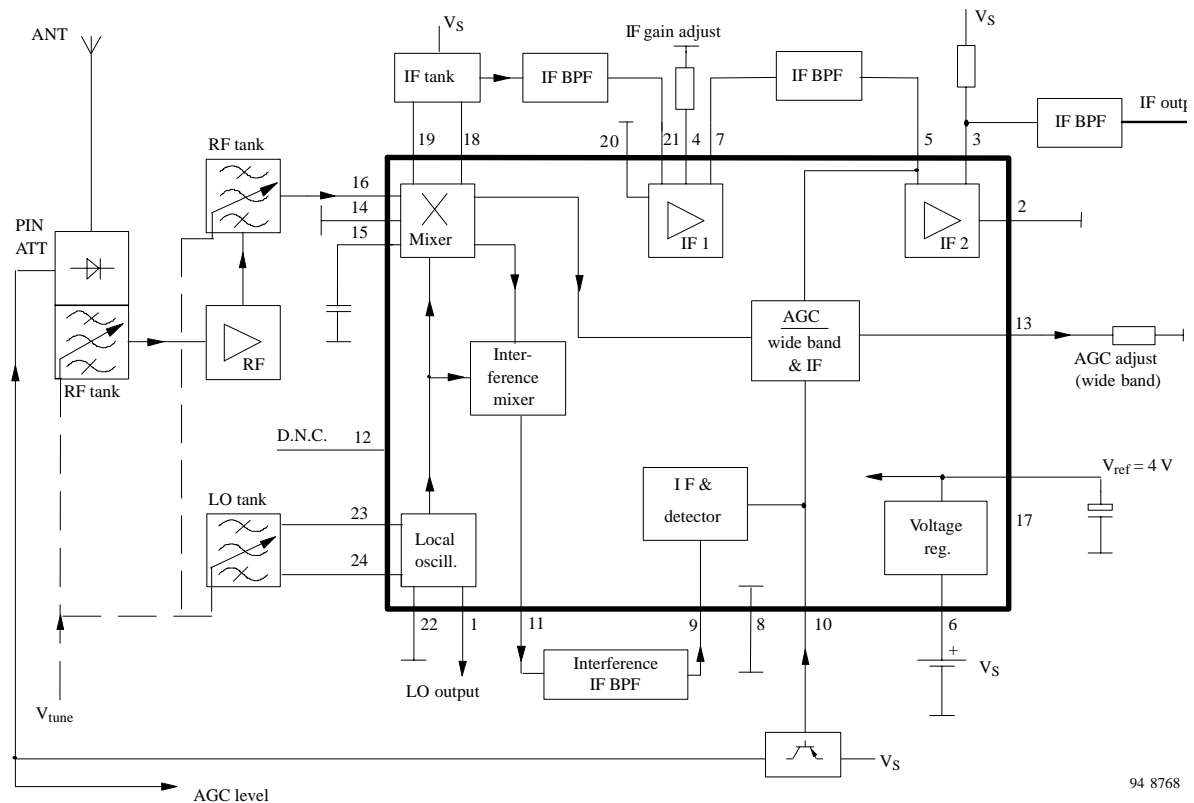 V_S
V_S
ANT
IF gain adjust
IF tank
IF BPF
IF BPF
IF BPF
IF outp
19
18
20
21
4
7
5
3
RF tank
16
14
15
Mixer
IF 1
IF 2
2
PIN
ATT
RF
RF tank
Inter-
ference
mixer
AGC
wide band
& IF
13
AGC adjust
(wide band)
D.N.C.
12
V_ref = 4 V
LO tank
23
24
Local
oscill.
I F &
detector
Voltage
reg.
17
22
1
11
9
8
10
6
+
V_S
LO output
Interference
IF BPF
V_tune
V_S
AGC level
94 8768